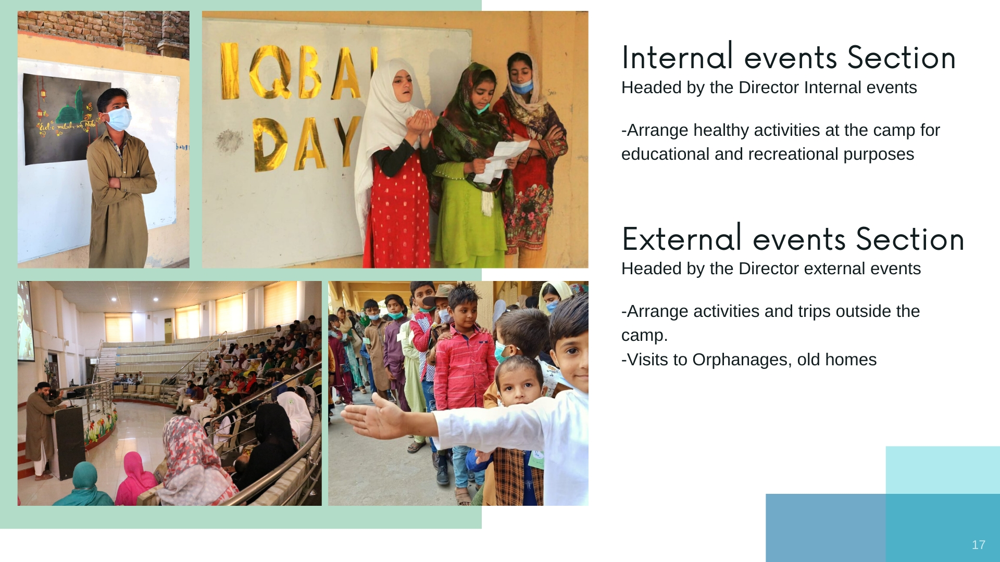 Eid-e-milad-un Nabi
IQBAL
DAY
Internal events Section
Headed by the Director Internal events
-Arrange healthy activities at the camp for
educational and recreational purposes
External events Section
Headed by the Director external events
-Arrange activities and trips outside the
camp.
-Visits to Orphanages, old homes
17